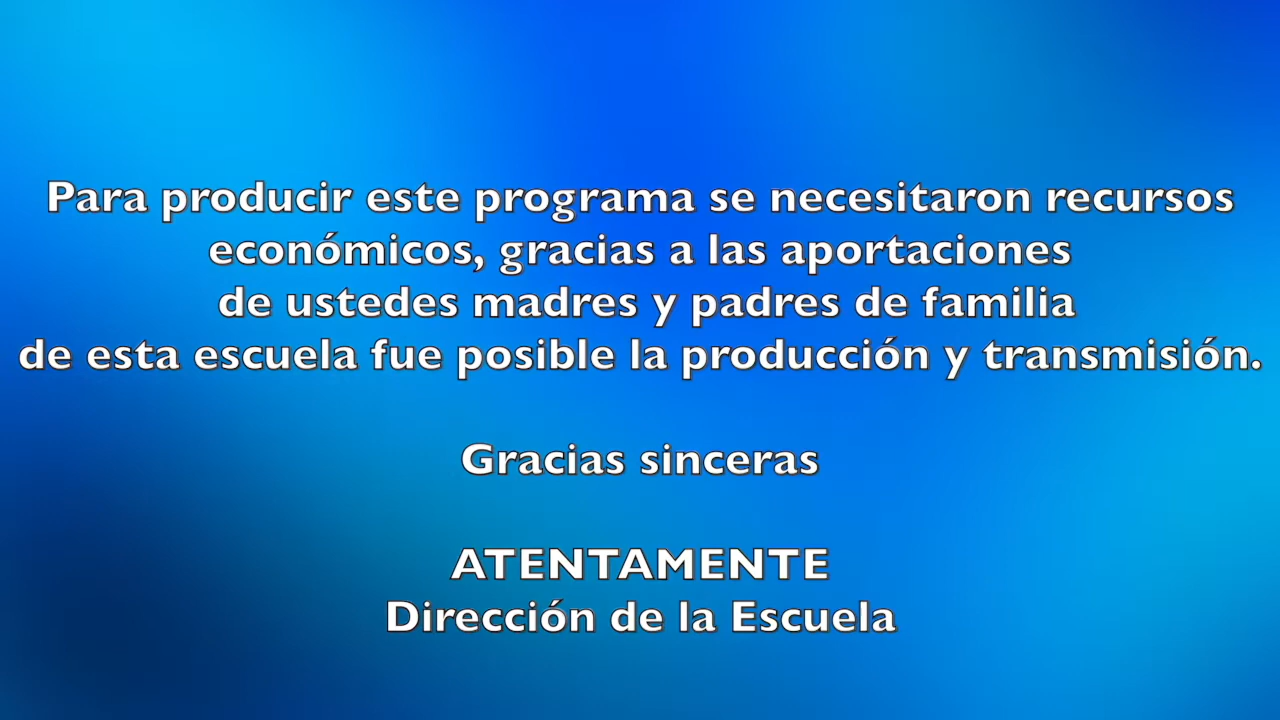 Para producir este programa se necesitaron recursos
económicos, gracias a las aportaciones
de ustedes madres y padres de familia
de esta escuela fue posible la producción y transmisión.
Gracias sinceras
ATENTAMENTE
Dirección de la Escuela